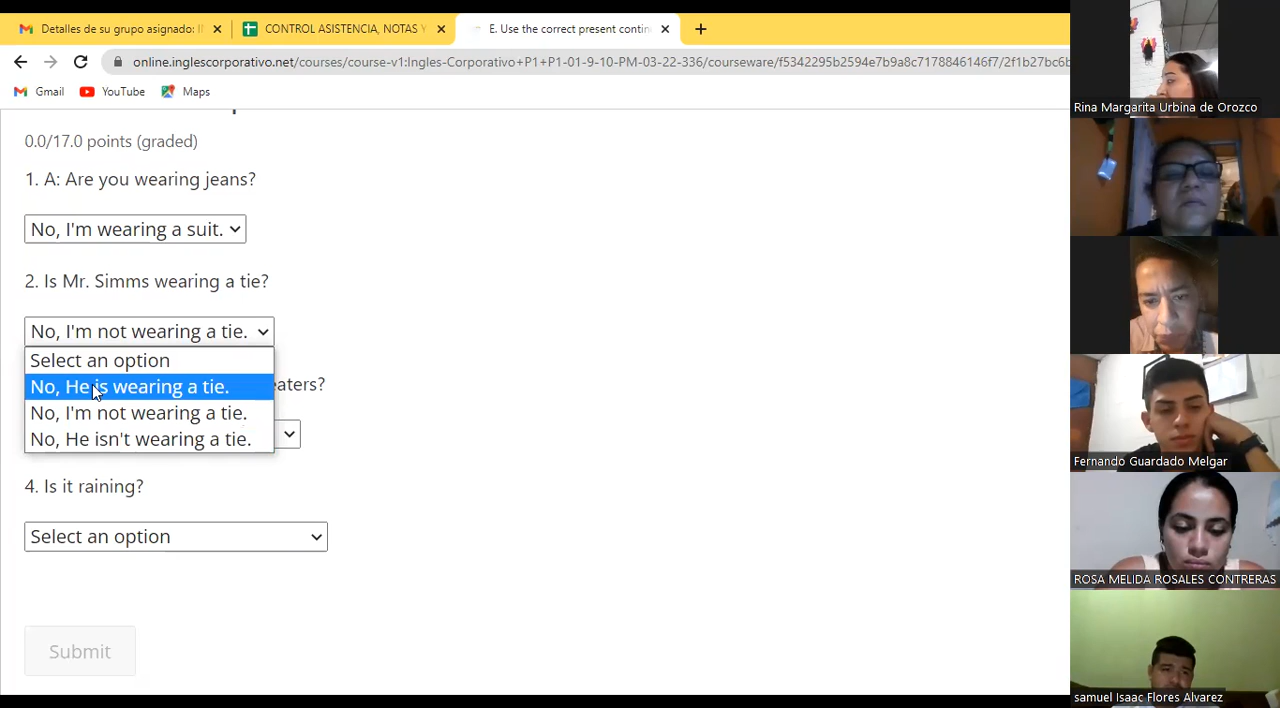 Detalles de su grupo asignado: I
CONTROL ASISTENCIA, NOTAS Y
E. Use the correct present contin
online.inglescorporativo.net/courses/course-v1:Ingles-Corporativo+P1+P1-01-9-10-PM-03-22-336/courseware/f5342295b2594e7b9a8c7178846146f7/2f1b27bc6b
Gmail
YouTube
Maps
0.0/17.0 points (graded)
1. A: Are you wearing jeans?
No, I'm wearing a suit.
2. Is Mr. Simms wearing a tie?
No, I'm not wearing a tie.
Select an option
No, He is wearing a tie.
No, I'm not wearing a tie.
No, He isn't wearing a tie.
eaters?
4. Is it raining?
Select an option
Submit
Rina Margarita Urbina de Orozco
Fernando Guardado Melgar
ROSA MELIDA ROSALES CONTRERAS
samuel Isaac Flores Alvarez